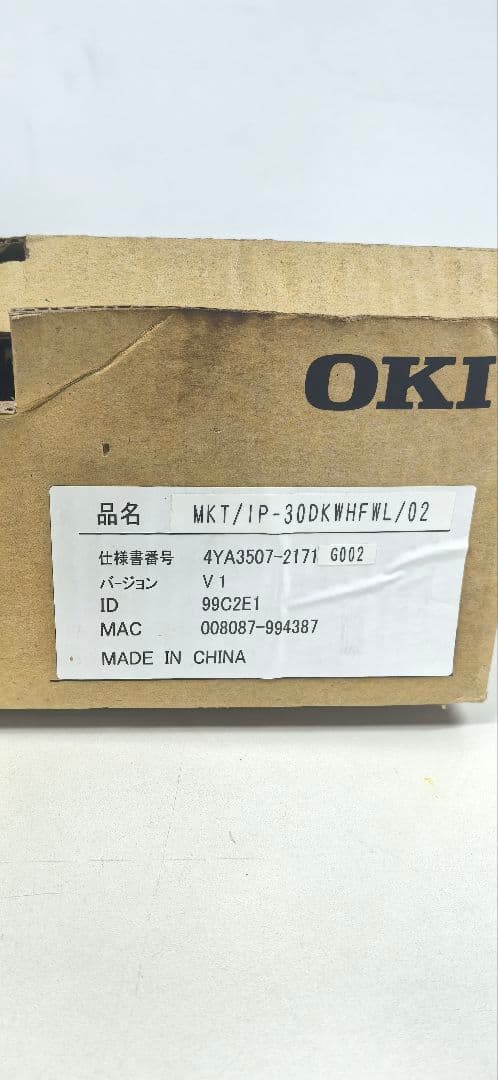 OKI
品名 MKT/IP-30DKWHFWL/02
仕様書番号 4YA3507-2171 G002
バージョン V1
ID 99C2E1
MAC 008087-994387
MADE IN CHINA